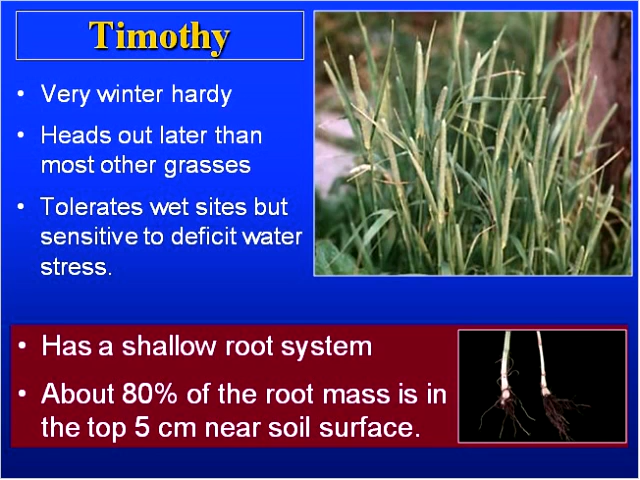 Timothy
• Very winter hardy
• Heads out later than
most other grasses
• Tolerates wet sites but
sensitive to deficit water
stress.
• Has a shallow root system
• About 80% of the root mass is in
the top 5 cm near soil surface.